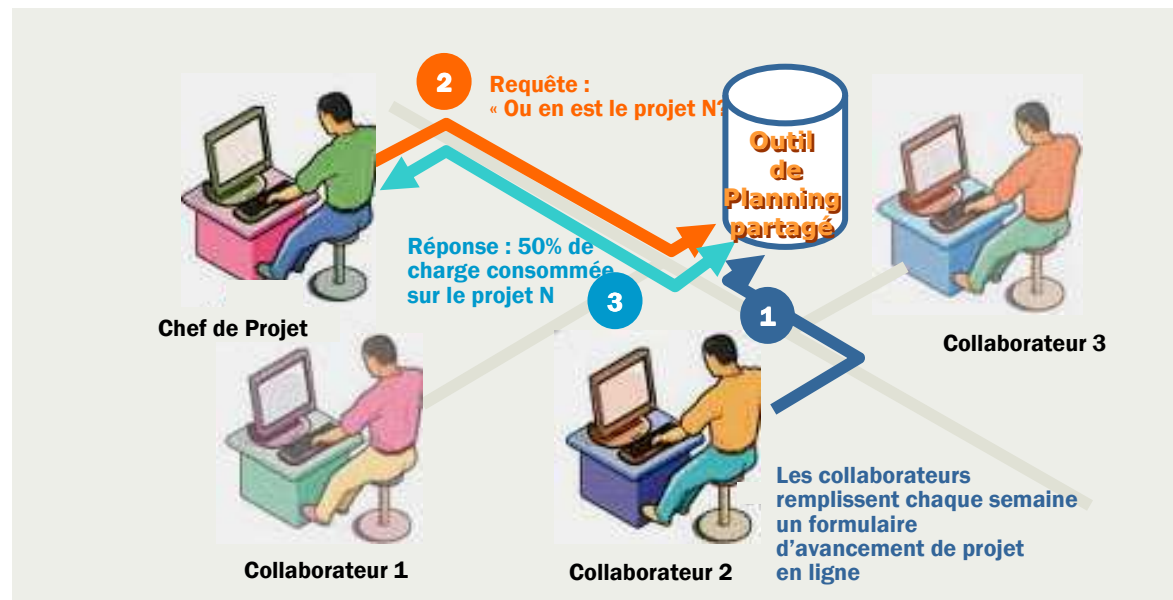 2
Requête :
« Ou en est le projet N?
Outil
de
Planning
partagé
Réponse : 50% de
charge consommée
sur le projet N
3
1
Chef de Projet
Collaborateur 3
Les collaborateurs
remplissent chaque semaine
un formulaire
d’avancement de projet
en ligne
Collaborateur 1
Collaborateur 2